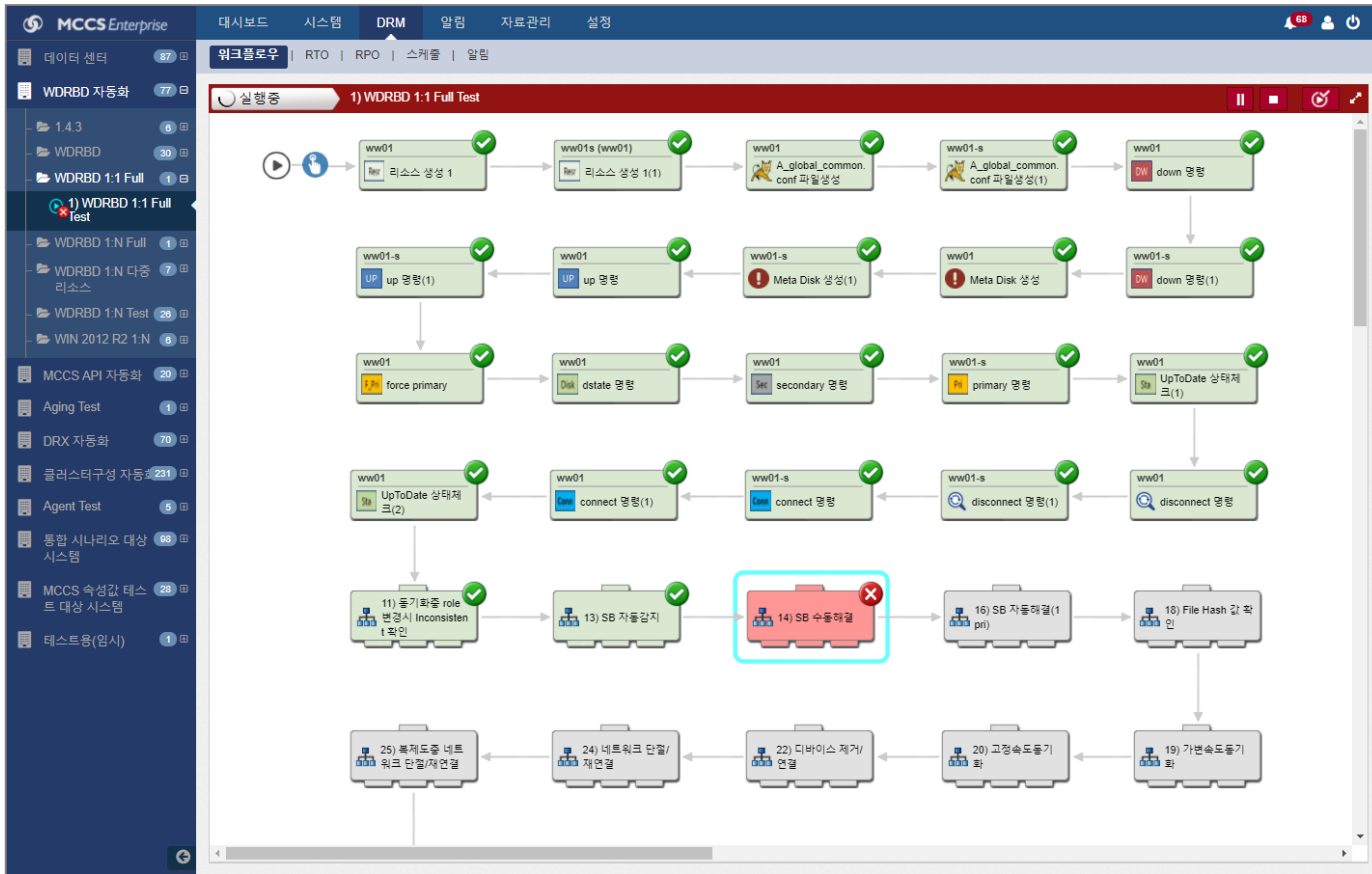 MCCS Enterprise
대시보드 시스템 DRM 알림 자료관리 설정
68
워크플로우 | RTO | RPO | 스케줄 | 알림
데이터 센터 87
WDRBD 자동화 77
1.4.3 6
WDRBD 30
WDRBD 1:1 Full 1
1) WDRBD 1:1 Full
Test
WDRBD 1:N Full 1
WDRBD 1:N 다중 7
리소스
WDRBD 1:N Test 26
WIN 2012 R2 1:N 6
MCCS API 자동화 20
Aging Test 1
DRX 자동화 70
클러스터구성 자동화 231
Agent Test 5
통합 시나리오 대상 98
시스템
MCCS 속성값 테스 28
트 대상 시스템
테스트용(임시) 1
실행중 1) WDRBD 1:1 Full Test
ww01
Resr 리소스 생성 1
ww01s (ww01)
Resr 리소스 생성 1(1)
ww01
A_global_common.
conf 파일생성
ww01-s
A_global_common.
conf 파일생성(1)
ww01
DW down 명령
ww01-s
UP up 명령(1)
ww01
UP up 명령
ww01-s
Meta Disk 생성(1)
ww01
Meta Disk 생성
ww01-s
DW down 명령(1)
ww01
F_Pri force primary
ww01
Disk dstate 명령
ww01
Sec secondary 명령
ww01-s
Pri primary 명령
ww01
Sta UpToDate 상태체
크(1)
ww01
Sta UpToDate 상태체
크(2)
ww01
Conn connect 명령(1)
ww01-s
Conn connect 명령
ww01-s
disconnect 명령(1)
ww01
disconnect 명령
11) 동기화중 role
변경시 Inconsisten
t 확인
13) SB 자동감지
14) SB 수동해결
16) SB 자동해결(1
pri)
18) File Hash 값 확
인
25) 복제도중 네트
워크 단절/재연결
24) 네트워크 단절/
재연결
22) 디바이스 제거/
연결
20) 고정속도동기
화
19) 가변속도동기
화